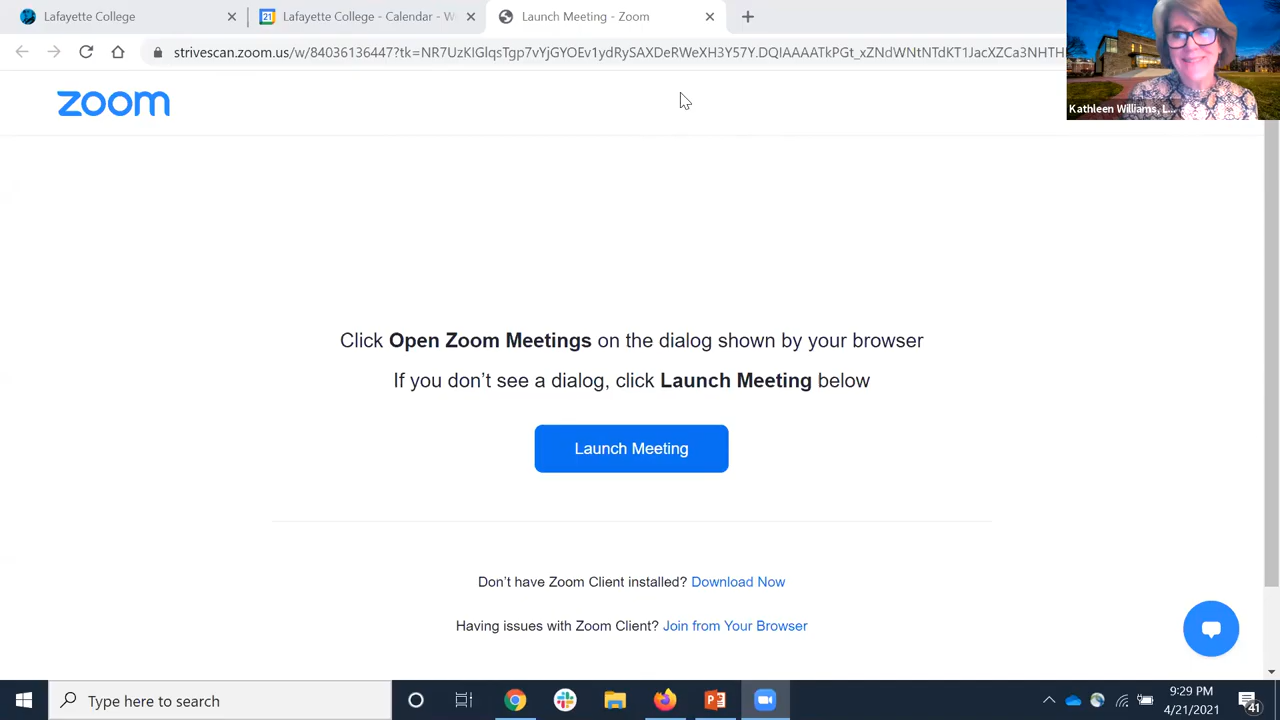 Lafayette College
Lafayette College - Calendar - W
Launch Meeting - Zoom
strivescan.zoom.us/w/84036136447?tk=NR7UzKIGlqsTgp7vYjGYOEv1ydRySAXDeRWeXH3Y57Y.DQIAAAATkPGt_xZNdWNtNTdKT1JacXZCa3NHTH
Kathleen Williams, L...
zoom
Click Open Zoom Meetings on the dialog shown by your browser
If you don’t see a dialog, click Launch Meeting below
Launch Meeting
Don’t have Zoom Client installed? Download Now
Having issues with Zoom Client? Join from Your Browser
Type here to search
9:29 PM
4/21/2021
41